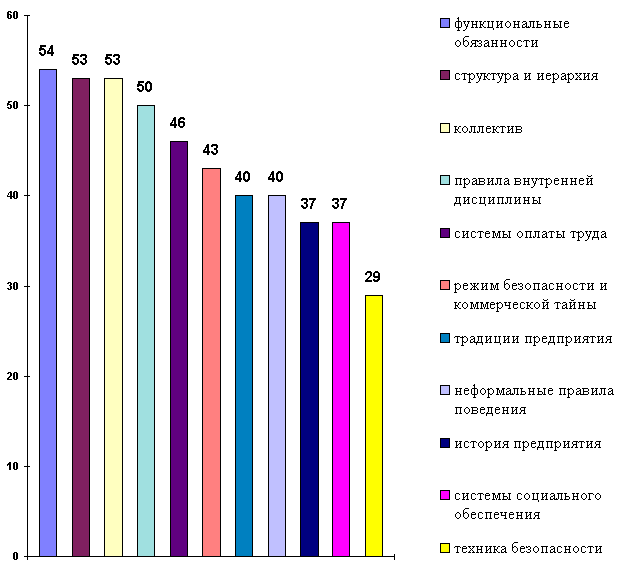 60
50
40
30
20
10
0
54
53
53
50
46
43
40
40
37
37
29
функциональные
обязанности
структура и иерархия
коллектив
правила внутренней
дисциплины
системы оплаты труда
режим безопасности и
коммерческой тайны
традиции предприятия
неформальные правила
поведения
история предприятия
системы социального
обеспечения
техника безопасности